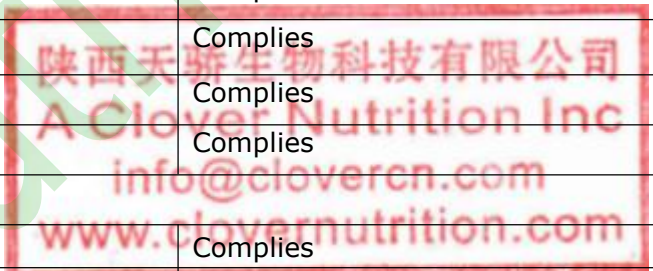 Complies
陕西天骄生物科技有限公司
Complies
A Clover Nutrition Inc
Complies
info@clovercn.com
www.clovernutrition.com
Complies